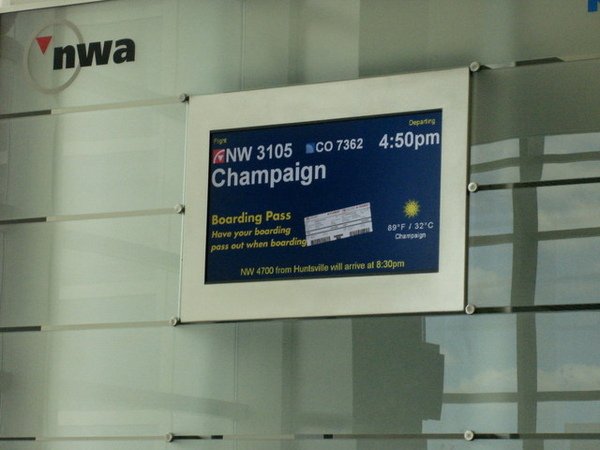 nwa
Flight
Departing
NW 3105 CO 7362 4:50pm
Champaign
Boarding Pass
Have your boarding
pass out when boarding
89°F / 32°C
Champaign
NW 4700 from Huntsville will arrive at 8:30pm